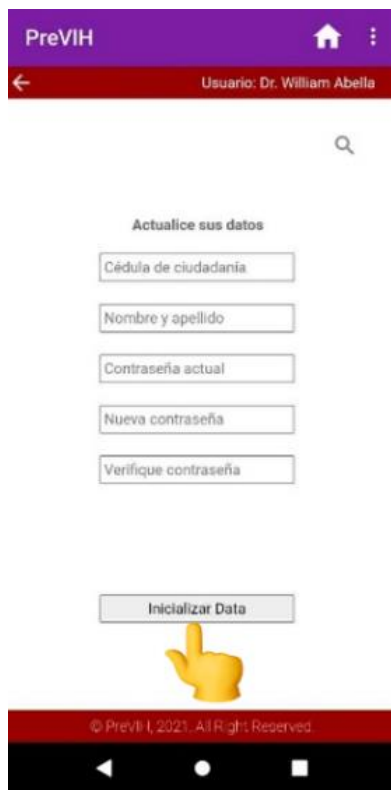 PreVIH
Usuario: Dr. William Abella
Actualice sus datos
Cédula de ciudadanía
Nombre y apellido
Contraseña actual
Nueva contraseña
Verifique contraseña
Inicializar Data
© PreVIH, 2021. All Right Reserved.